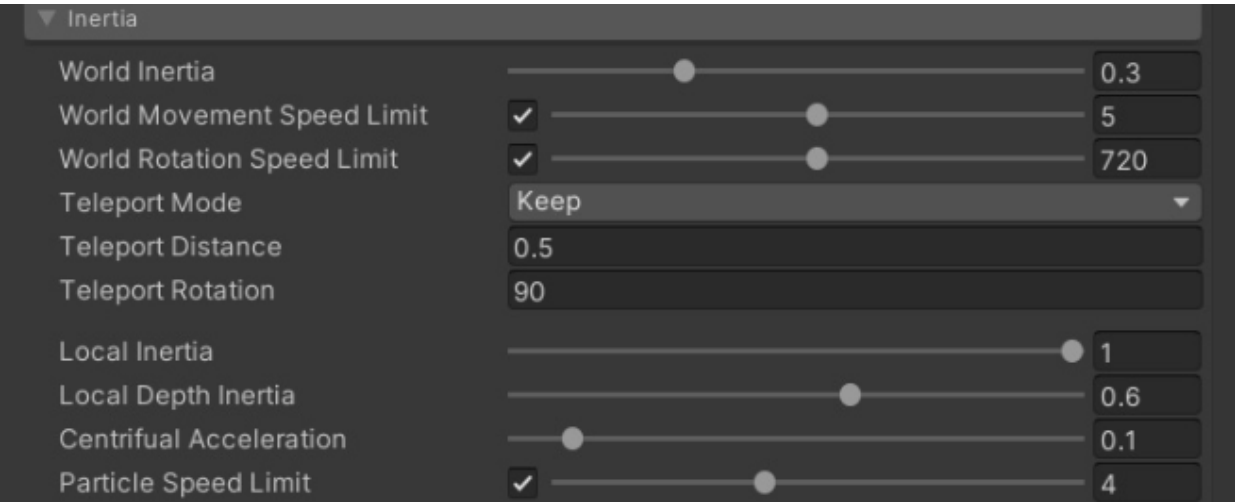 Inertia
World Inertia 0.3
World Movement Speed Limit 5
World Rotation Speed Limit 720
Teleport Mode Keep
Teleport Distance 0.5
Teleport Rotation 90
Local Inertia 1
Local Depth Inertia 0.6
Centrifual Acceleration 0.1
Particle Speed Limit 4